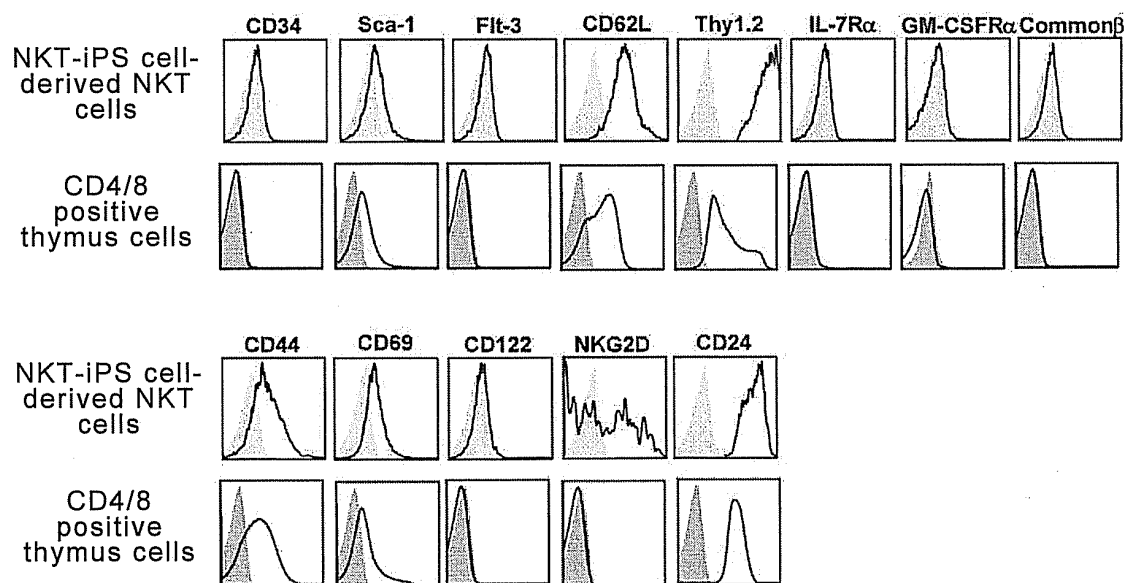 CD34 Sca-1 Flt-3 CD62L Thy1.2 IL-7Rα GM-CSFRα Commonβ
NKT-iPS cell-
derived NKT
cells
CD4/8
positive
thymus cells
CD44 CD69 CD122 NKG2D CD24
NKT-iPS cell-
derived NKT
cells
CD4/8
positive
thymus cells